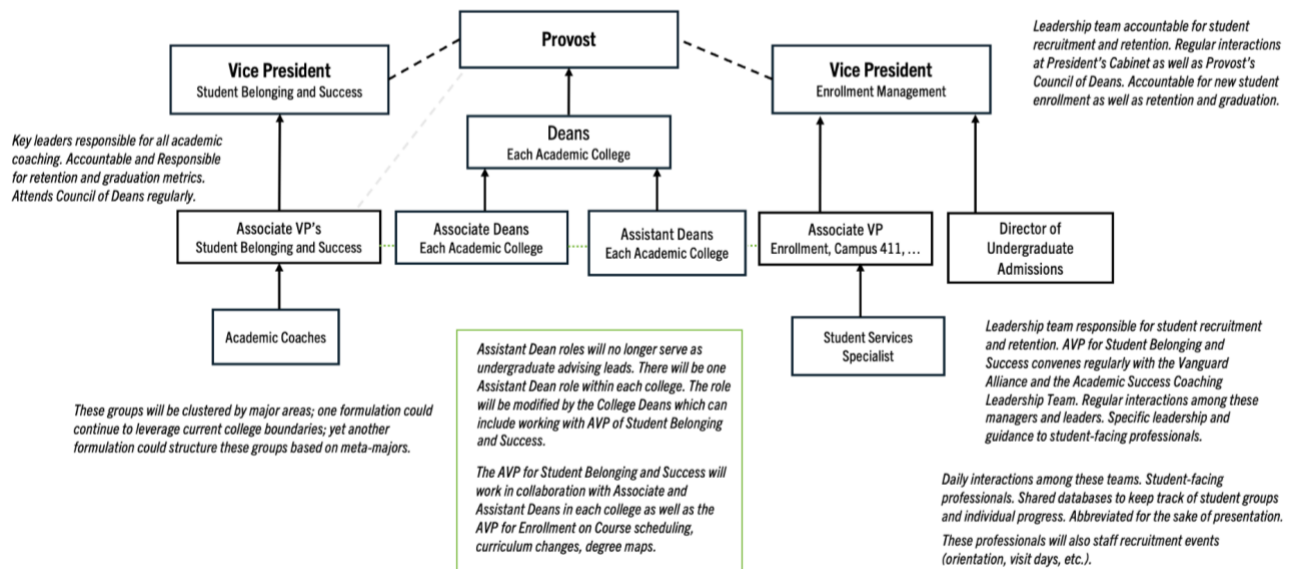 Provost
Vice President
Student Belonging and Success
Vice President
Enrollment Management
Leadership team accountable for student
recruitment and retention. Regular interactions
at President's Cabinet as well as Provost's
Council of Deans. Accountable for new student
enrollment as well as retention and graduation.
Key leaders responsible for all academic
coaching. Accountable and Responsible
for retention and graduation metrics.
Attends Council of Deans regularly.
Deans
Each Academic College
Associate VP's
Student Belonging and Success
Associate Deans
Each Academic College
Assistant Deans
Each Academic College
Associate VP
Enrollment, Campus 411, ...
Director of
Undergraduate
Admissions
Academic Coaches
Student Services
Specialist
These groups will be clustered by major areas; one formulation could
continue to leverage current college boundaries; yet another
formulation could structure these groups based on meta-majors.
Assistant Dean roles will no longer serve as
undergraduate advising leads. There will be one
Assistant Dean role within each college. The role
will be modified by the College Deans which can
include working with AVP of Student Belonging
and Success.
The AVP for Student Belonging and Success will
work in collaboration with Associate and
Assistant Deans in each college as well as the
AVP for Enrollment on Course scheduling,
curriculum changes, degree maps.
Leadership team responsible for student recruitment
and retention. AVP for Student Belonging and
Success convenes regularly with the Vanguard
Alliance and the Academic Success Coaching
Leadership Team. Regular interactions among these
managers and leaders. Specific leadership and
guidance to student-facing professionals.
Daily interactions among these teams. Student-facing
professionals. Shared databases to keep track of student groups
and individual progress. Abbreviated for the sake of presentation.
These professionals will also staff recruitment events
(orientation, visit days, etc.).